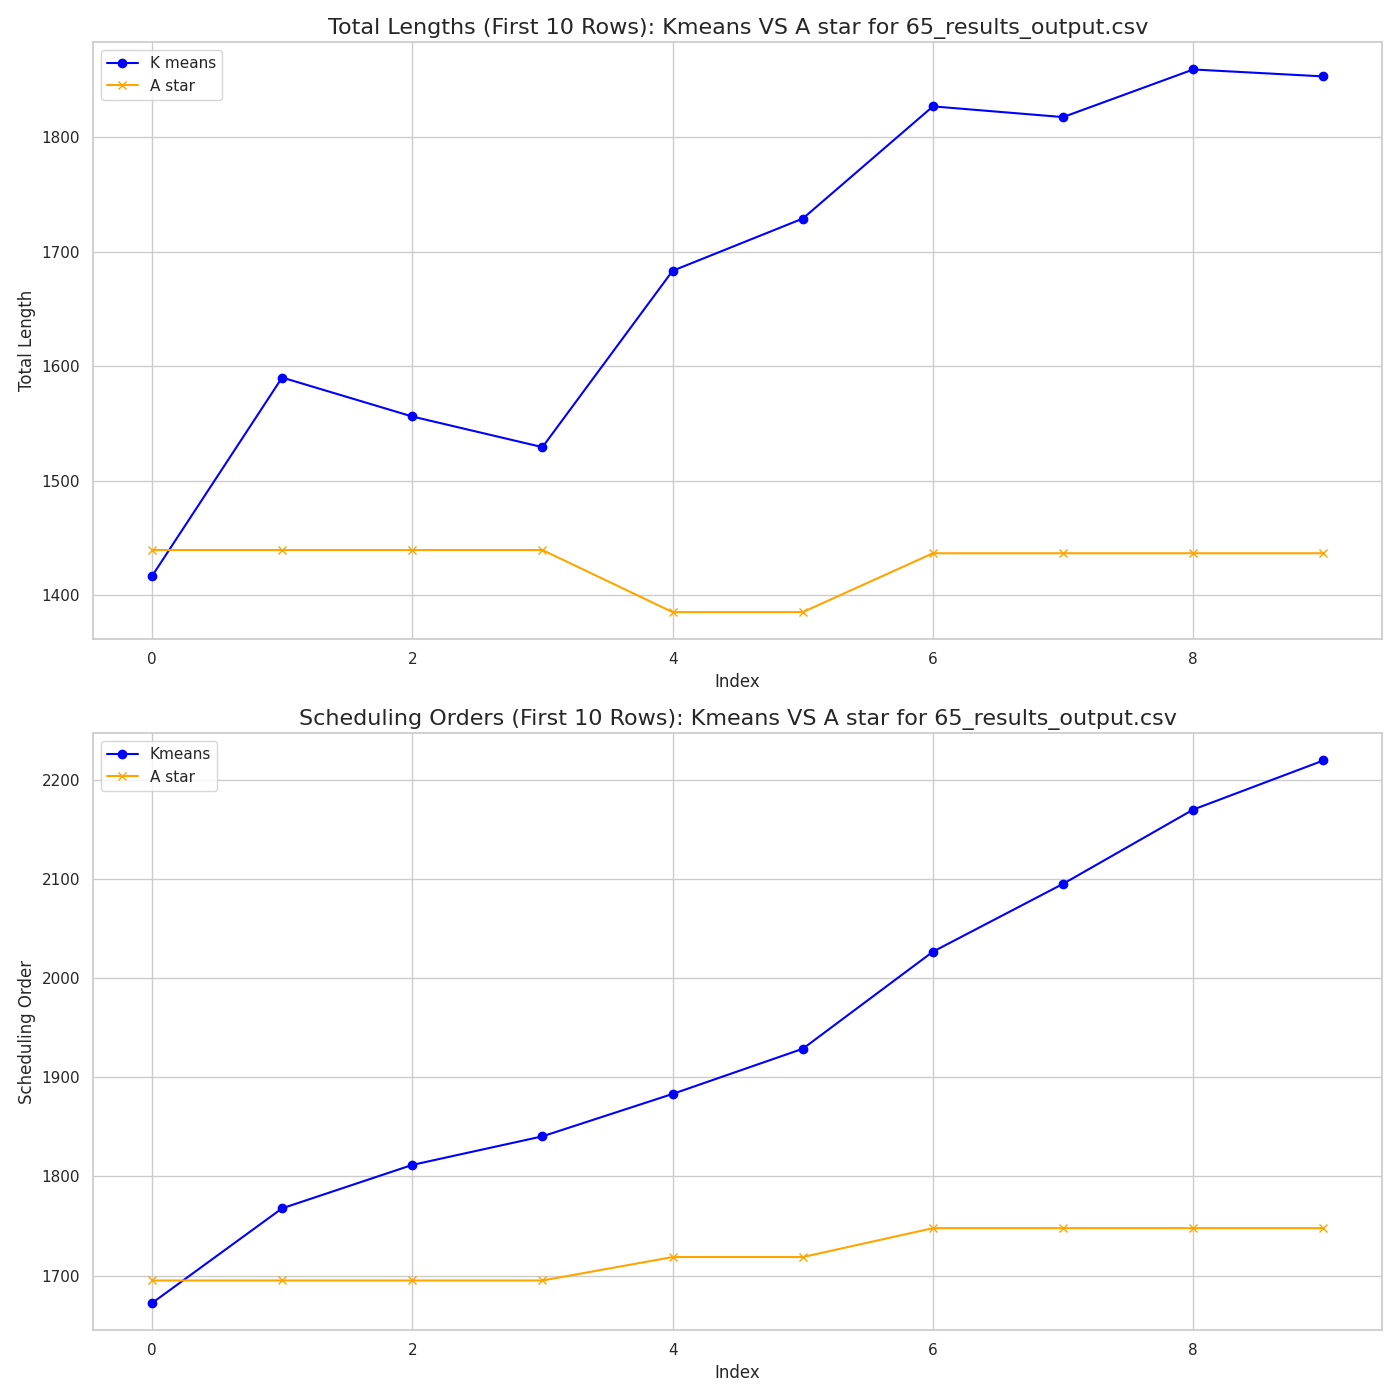 Total Lengths (First 10 Rows): Kmeans VS A star for 65_results_output.csv
K means
A star
1800
1700
1600
1500
1400
Total Length
0 2 4 6 8
Index
Scheduling Orders (First 10 Rows): Kmeans VS A star for 65_results_output.csv
Kmeans
A star
2200
2100
2000
1900
1800
1700
Scheduling Order
0 2 4 6 8
Index